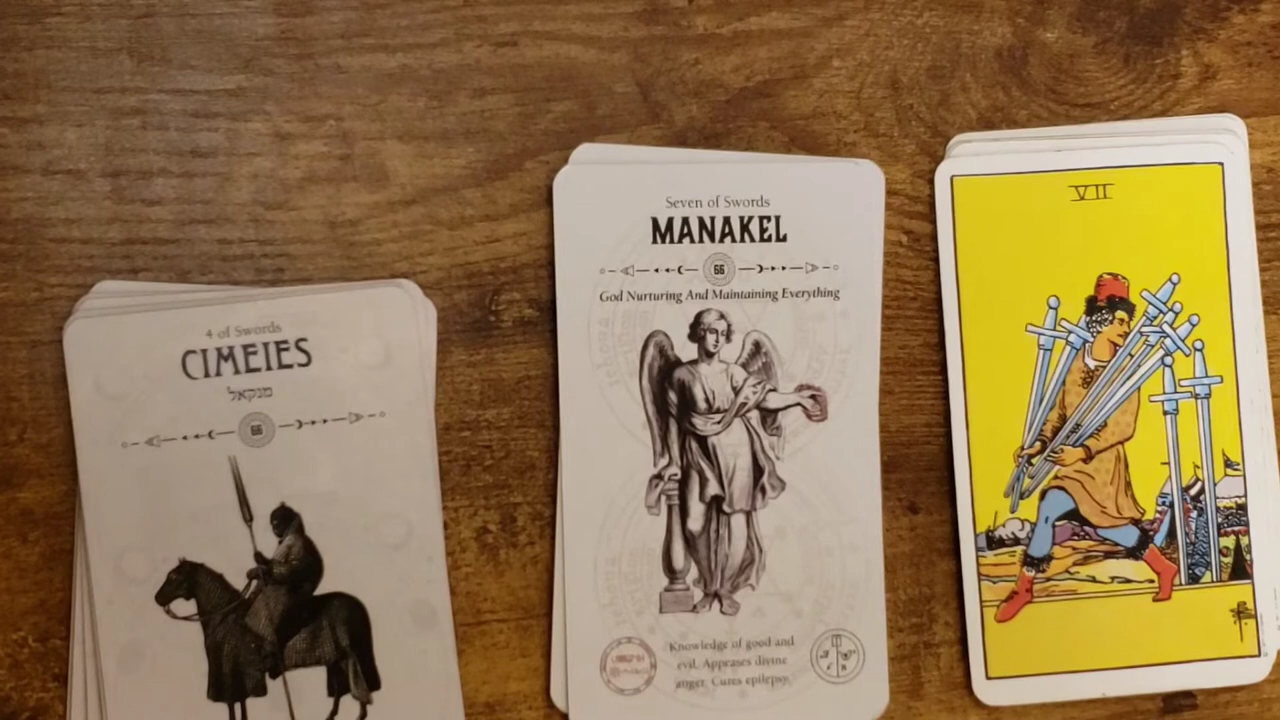 4 of Swords
CIMEIES
מנקאל
66
Seven of Swords
MANAKEL
66
God Nurturing And Maintaining Everything
Knowledge of good and
evil. Appeases divine
anger. Cures epilepsy.
VII